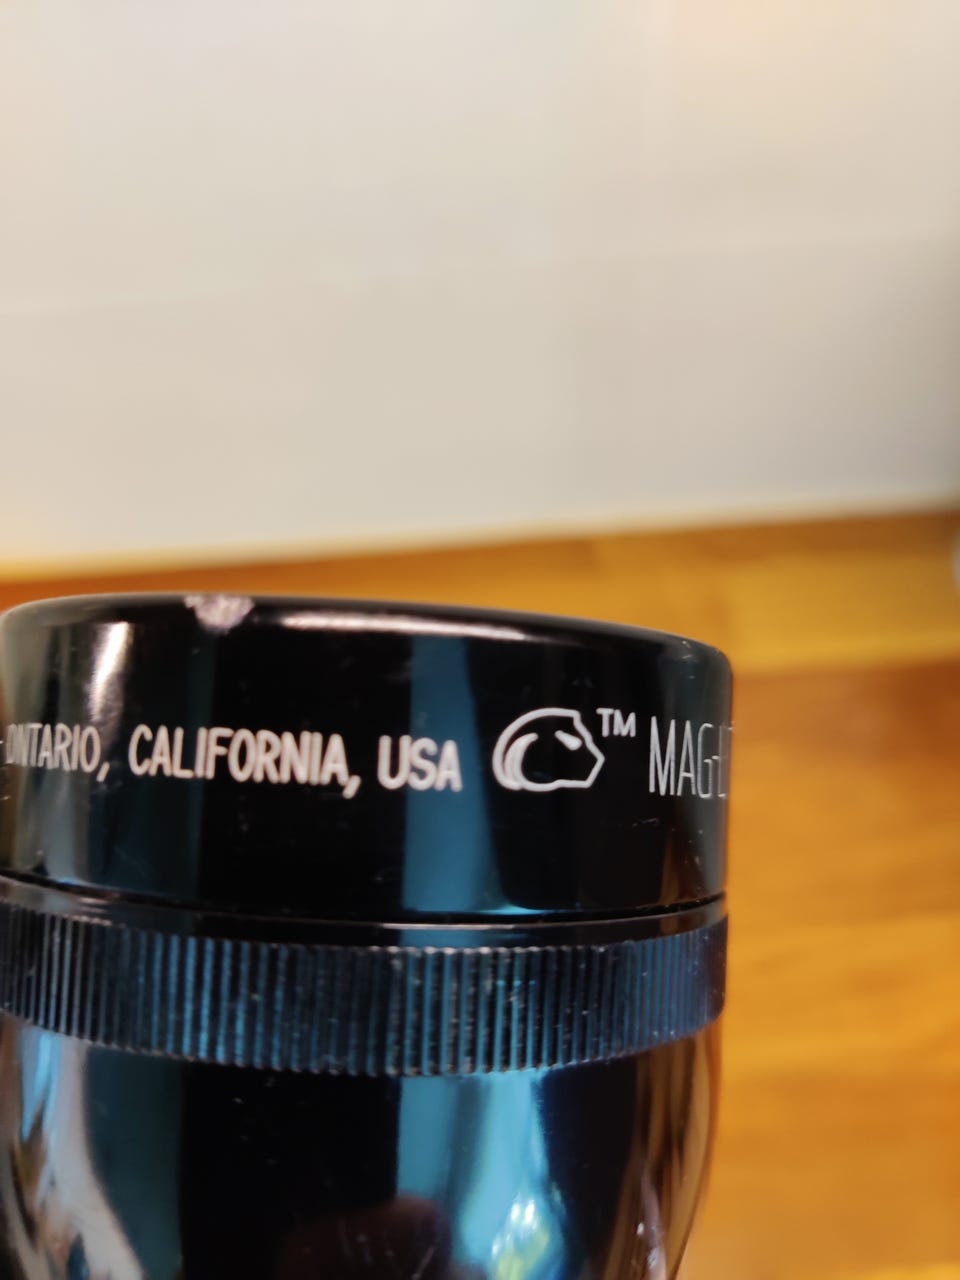 ONTARIO, CALIFORNIA, USA ™ MAG-